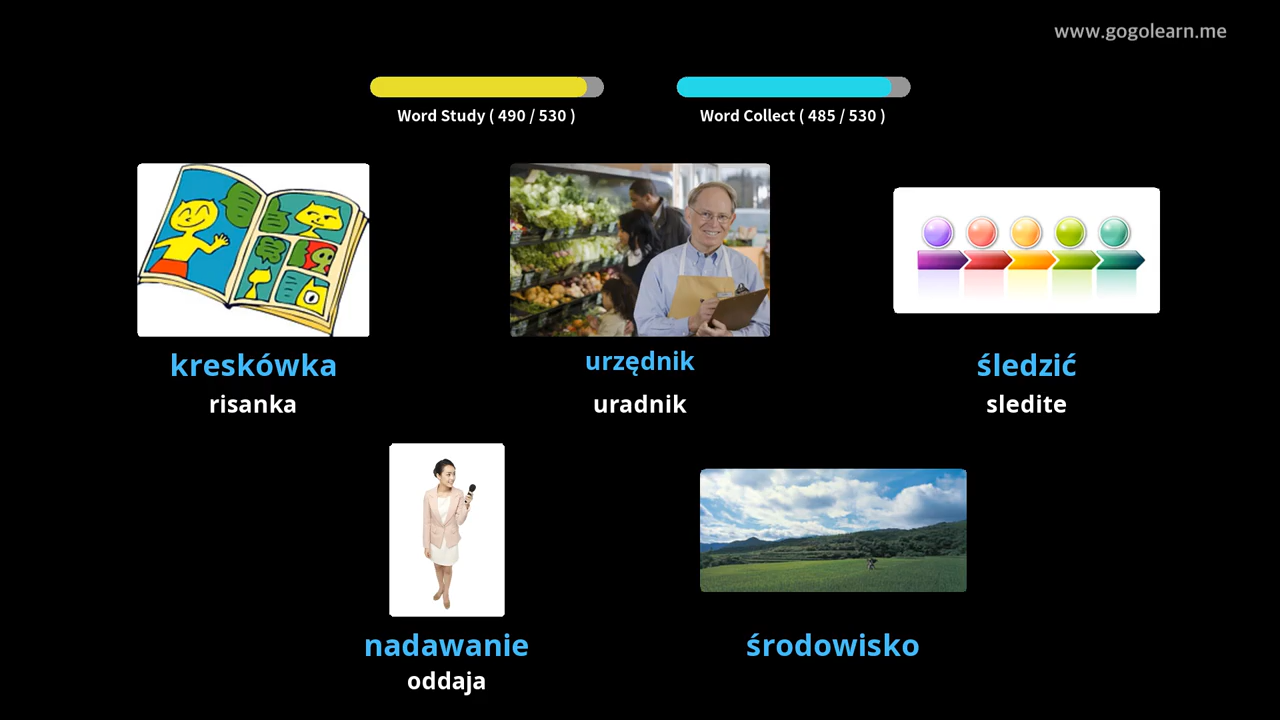 www.gogolearn.me
Word Study ( 490 / 530 )
Word Collect ( 485 / 530 )
kreskówka
risanka
urzędnik
uradnik
śledzić
sledite
nadawanie
oddaja
środowisko